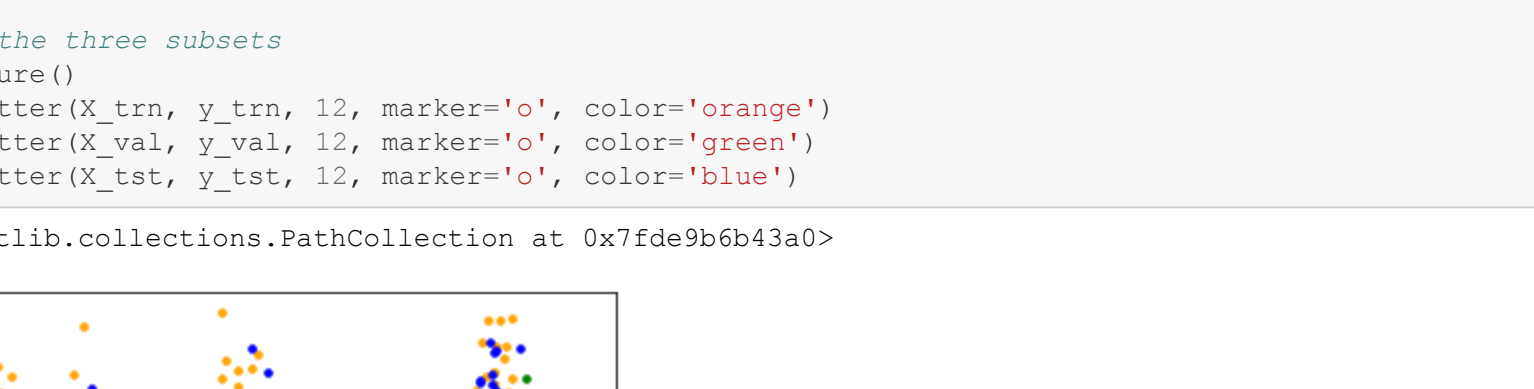 the three subsets
ure()
tter(X_trn, y_trn, 12, marker='o', color='orange')
tter(X_val, y_val, 12, marker='o', color='green')
tter(X_tst, y_tst, 12, marker='o', color='blue')
tlib.collections.PathCollection at 0x7fde9b6b43a0>